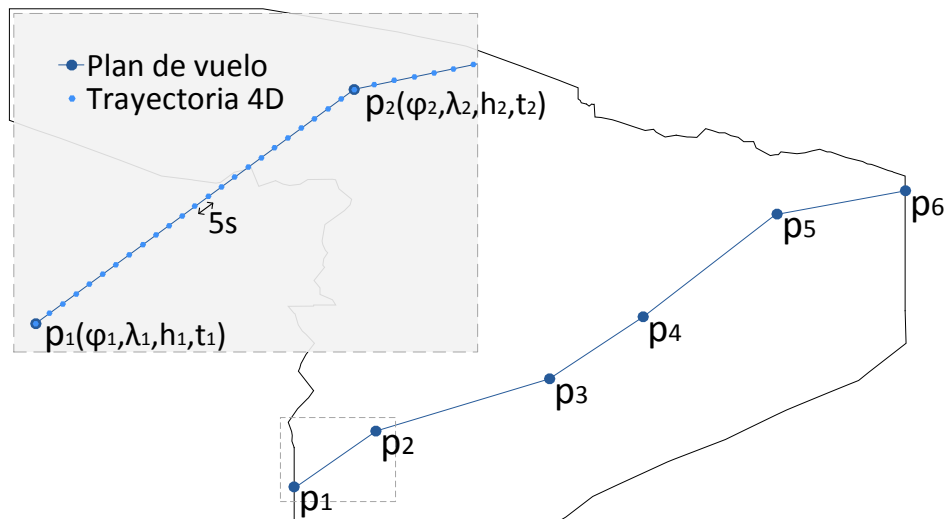 Plan de vuelo
Trayectoria 4D
p₂(φ₂,λ₂,h₂,t₂)
5s
p₁(φ₁,λ₁,h₁,t₁)
p₆
p₅
p₄
p₃
p₂
p₁